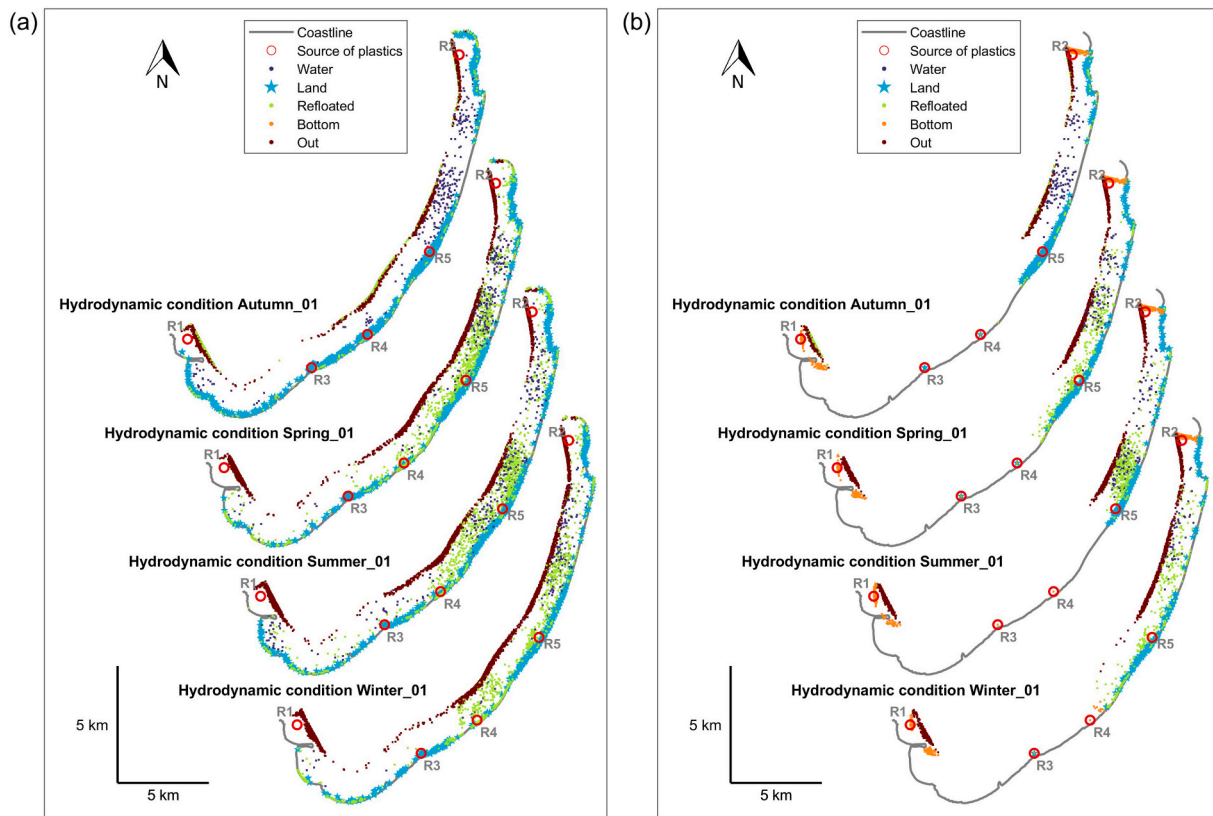 (a)
N
Coastline
Source of plastics
Water
Land
Refloated
Bottom
Out
R2
R5
Hydrodynamic condition Autumn_01
R1
R4
R3
R2
R5
Hydrodynamic condition Spring_01
R1
R4
R3
R2
R5
Hydrodynamic condition Summer_01
R1
R4
R3
R2
R5
Hydrodynamic condition Winter_01
R1
R4
R3
5 km
5 km
(b)
N
Coastline
Source of plastics
Water
Land
Refloated
Bottom
Out
R2
R5
Hydrodynamic condition Autumn_01
R1
R4
R3
R2
R5
Hydrodynamic condition Spring_01
R1
R4
R3
R2
R5
Hydrodynamic condition Summer_01
R1
R4
R3
R2
R5
Hydrodynamic condition Winter_01
R1
R4
R3
5 km
5 km